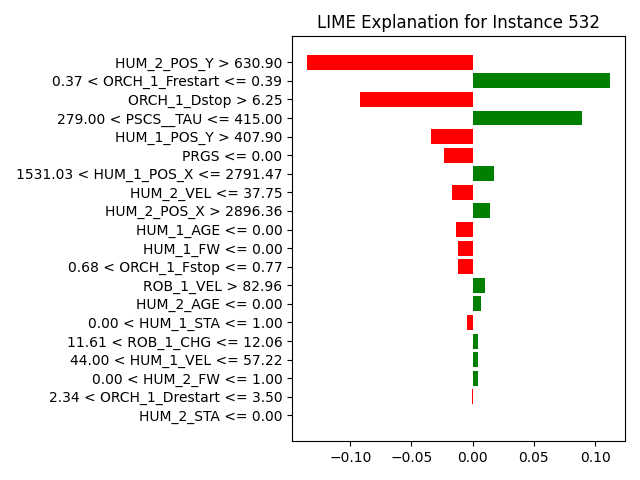 LIME Explanation for Instance 532
HUM_2_POS_Y > 630.90
0.37 < ORCH_1_Frestart <= 0.39
ORCH_1_Dstop > 6.25
279.00 < PSCS__TAU <= 415.00
HUM_1_POS_Y > 407.90
PRGS <= 0.00
1531.03 < HUM_1_POS_X <= 2791.47
HUM_2_VEL <= 37.75
HUM_2_POS_X > 2896.36
HUM_1_AGE <= 0.00
HUM_1_FW <= 0.00
0.68 < ORCH_1_Fstop <= 0.77
ROB_1_VEL > 82.96
HUM_2_AGE <= 0.00
0.00 < HUM_1_STA <= 1.00
11.61 < ROB_1_CHG <= 12.06
44.00 < HUM_1_VEL <= 57.22
0.00 < HUM_2_FW <= 1.00
2.34 < ORCH_1_Drestart <= 3.50
HUM_2_STA <= 0.00
−0.10 −0.05 0.00 0.05 0.10